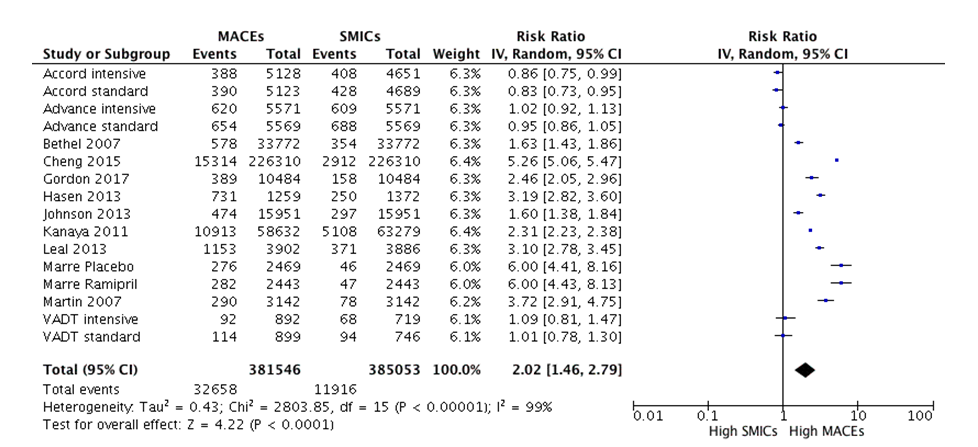 MACEs SMICs Risk Ratio Risk Ratio
Study or Subgroup Events Total Events Total Weight IV, Random, 95% CI IV, Random, 95% CI
Accord intensive 388 5128 408 4651 6.3% 0.86 [0.75, 0.99]
Accord standard 390 5123 428 4689 6.3% 0.83 [0.73, 0.95]
Advance intensive 620 5571 609 5571 6.3% 1.02 [0.92, 1.13]
Advance standard 654 5569 688 5569 6.3% 0.95 [0.86, 1.05]
Bethel 2007 578 33772 354 33772 6.3% 1.63 [1.43, 1.86]
Cheng 2015 15314 226310 2912 226310 6.4% 5.26 [5.06, 5.47]
Gordon 2017 389 10484 158 10484 6.3% 2.46 [2.05, 2.96]
Hasen 2013 731 1259 250 1372 6.3% 3.19 [2.82, 3.60]
Johnson 2013 474 15951 297 15951 6.3% 1.60 [1.38, 1.84]
Kanaya 2011 10913 58632 5108 63279 6.4% 2.31 [2.23, 2.38]
Leal 2013 1153 3902 371 3886 6.3% 3.10 [2.78, 3.45]
Marre Placebo 276 2469 46 2469 6.0% 6.00 [4.41, 8.16]
Marre Ramipril 282 2443 47 2443 6.0% 6.00 [4.43, 8.13]
Martin 2007 290 3142 78 3142 6.2% 3.72 [2.91, 4.75]
VADT intensive 92 892 68 719 6.1% 1.09 [0.81, 1.47]
VADT standard 114 899 94 746 6.1% 1.01 [0.78, 1.30]
Total (95% CI) 381546 385053 100.0% 2.02 [1.46, 2.79]
Total events 32658 11916
Heterogeneity: Tau² = 0.43; Chi² = 2803.85, df = 15 (P < 0.00001); I² = 99%
Test for overall effect: Z = 4.22 (P < 0.0001)
0.01 0.1 1 10 100
High SMICs High MACEs